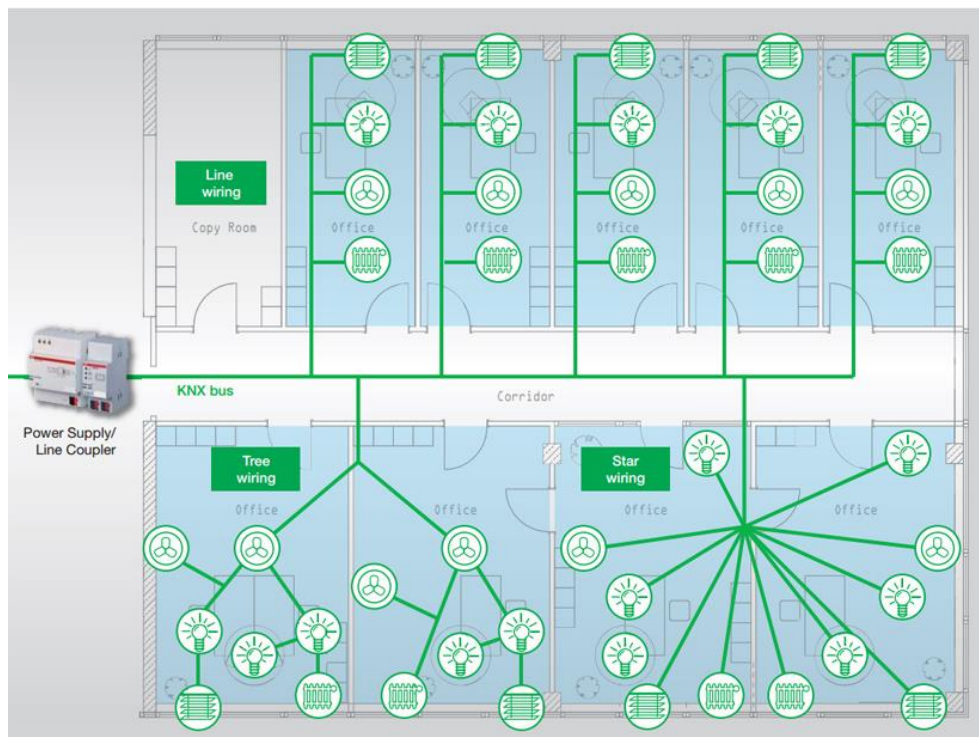 Line
wiring
Copy Room
Office
Office
Office
Office
Office
KNX bus
Corridor
Power Supply/
Line Coupler
Tree
wiring
Star
wiring
Office
Office
Office
Office